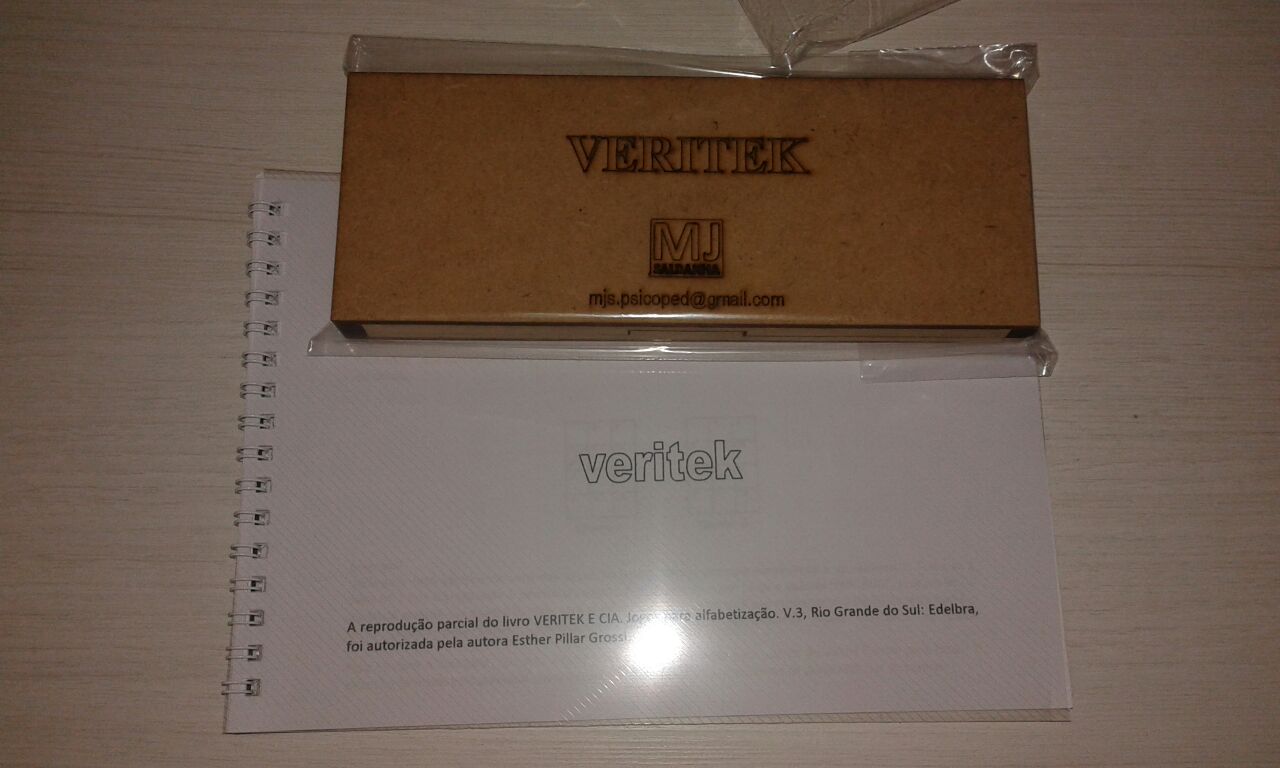 VERITEK
MJ
SALDANHA
mjs.psicoped@gmail.com
veritek
A reprodução parcial do livro VERITEK E CIA. Jogos para alfabetização. V.3, Rio Grande do Sul: Edelbra,
foi autorizada pela autora Esther Pillar Grossi.